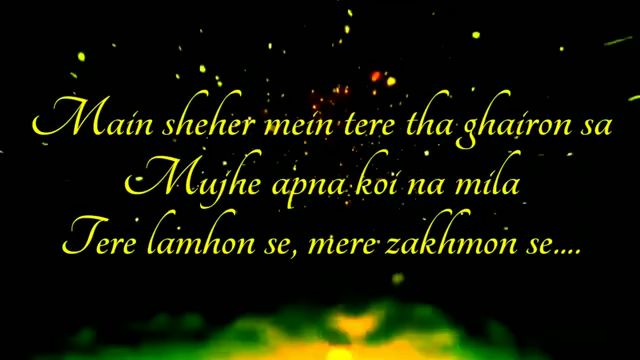 Main sheher mein tere tha ghairon sa
Mujhe apna koi na mila
Tere lamhon se, mere zakhmon se....